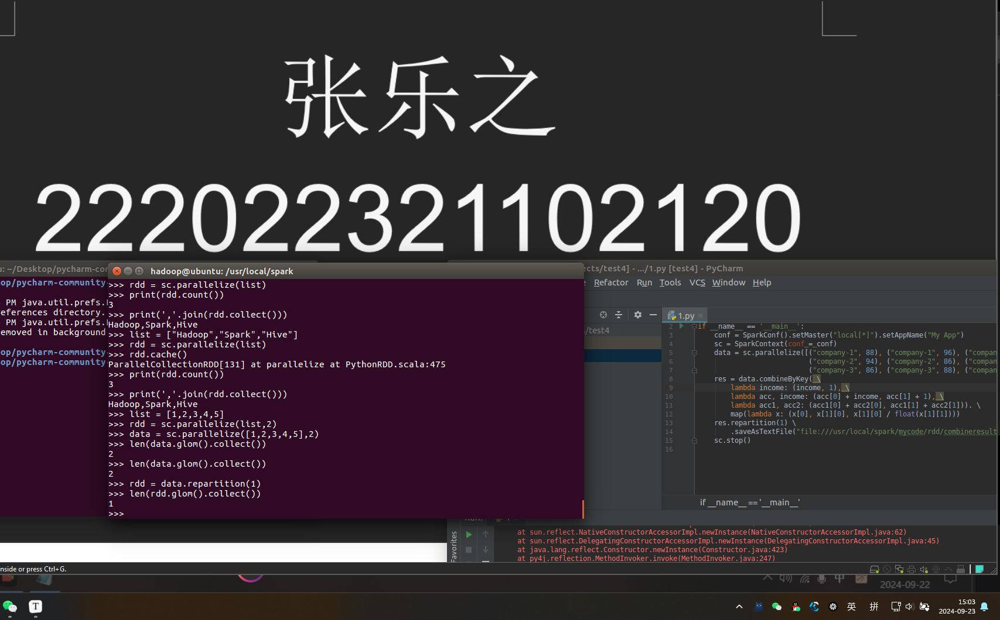 张乐之
222022321102120
u: ~/Desktop/pycharm-co
op/pycharm-community
PM java.util.prefs.
eferences directory.
PM java.util.prefs.
emoved in background
op/pycharm-community
op/pycharm-community
hadoop@ubuntu: /usr/local/spark
>>> rdd = sc.parallelize(list)
>>> print(rdd.count())
3
>>> print(','.join(rdd.collect()))
Hadoop,Spark,Hive
>>> list = ["Hadoop","Spark","Hive"]
>>> rdd = sc.parallelize(list)
>>> rdd.cache()
ParallelCollectionRDD[131] at parallelize at PythonRDD.scala:475
>>> print(rdd.count())
3
>>> print(','.join(rdd.collect()))
Hadoop,Spark,Hive
>>> list = [1,2,3,4,5]
>>> rdd = sc.parallelize(list,2)
>>> data = sc.parallelize([1,2,3,4,5],2)
>>> len(data.glom().collect())
2
>>> len(data.glom().collect())
2
>>> rdd = data.repartition(1)
>>> len(rdd.glom().collect())
1
>>>
cts/test4] - .../1.py [test4] - PyCharm
Refactor Run Tools VCS Window Help
1.py
s/test4
2 if __name__ == '__main__':
3 conf = SparkConf().setMaster("local[*]").setAppName("My App")
4 sc = SparkContext(conf = conf)
5 data = sc.parallelize([("company-1", 88), ("company-1", 96), ("compan
6 ("company-2", 94), ("company-2", 86), ("compan
7 ("company-3", 86), ("company-3", 88), ("compan
8 res = data.combineByKey( \
9 lambda income: (income, 1), \
10 lambda acc, income: (acc[0] + income, acc[1] + 1), \
11 lambda acc1, acc2: (acc1[0] + acc2[0], acc1[1] + acc2[1])). \
12 map(lambda x: (x[0], x[1][0], x[1][0] / float(x[1][1])))
13 res.repartition(1) \
14 .saveAsTextFile("file:///usr/local/spark/mycode/rdd/combineresult
15 sc.stop()
16
if __name__ == '__main__'
Favorites
at sun.reflect.NativeConstructorAccessorImpl.newInstance(NativeConstructorAccessorImpl.java:62)
at sun.reflect.DelegatingConstructorAccessorImpl.newInstance(DelegatingConstructorAccessorImpl.java:45)
at java.lang.reflect.Constructor.newInstance(Constructor.java:423)
at py4j.reflection.MethodInvoker.invoke(MethodInvoker.java:247)
nside or press Ctrl+G.
中
2024-09-22
T
英 拼
15:03
2024-09-23